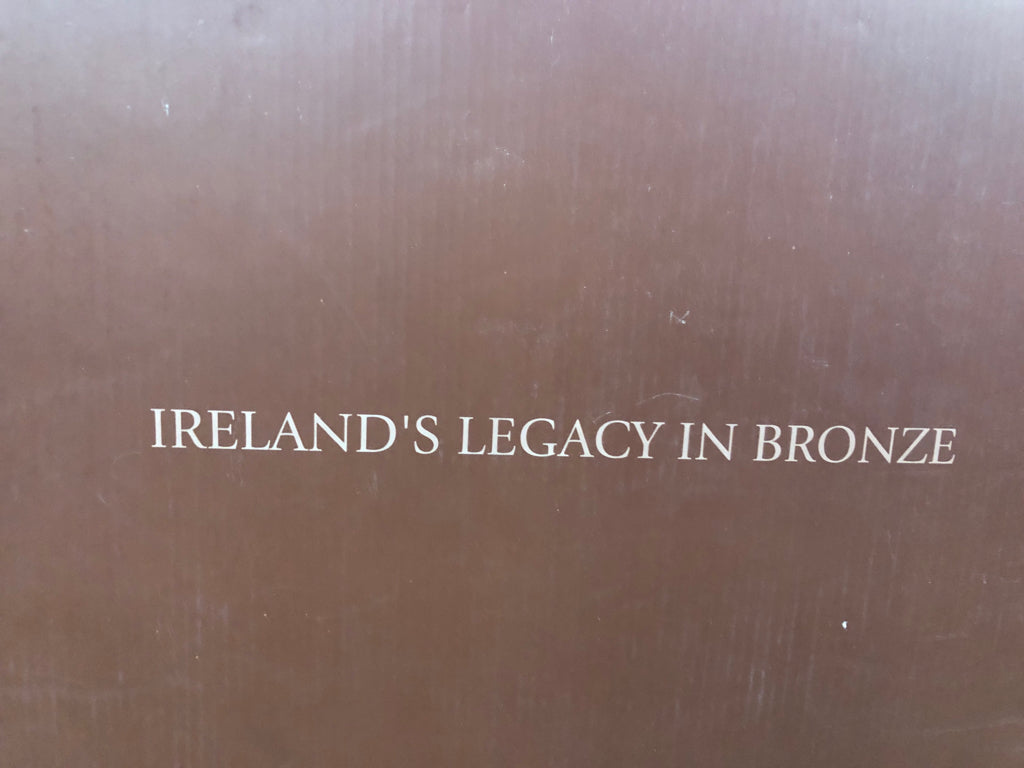 IRELAND'S LEGACY IN BRONZE